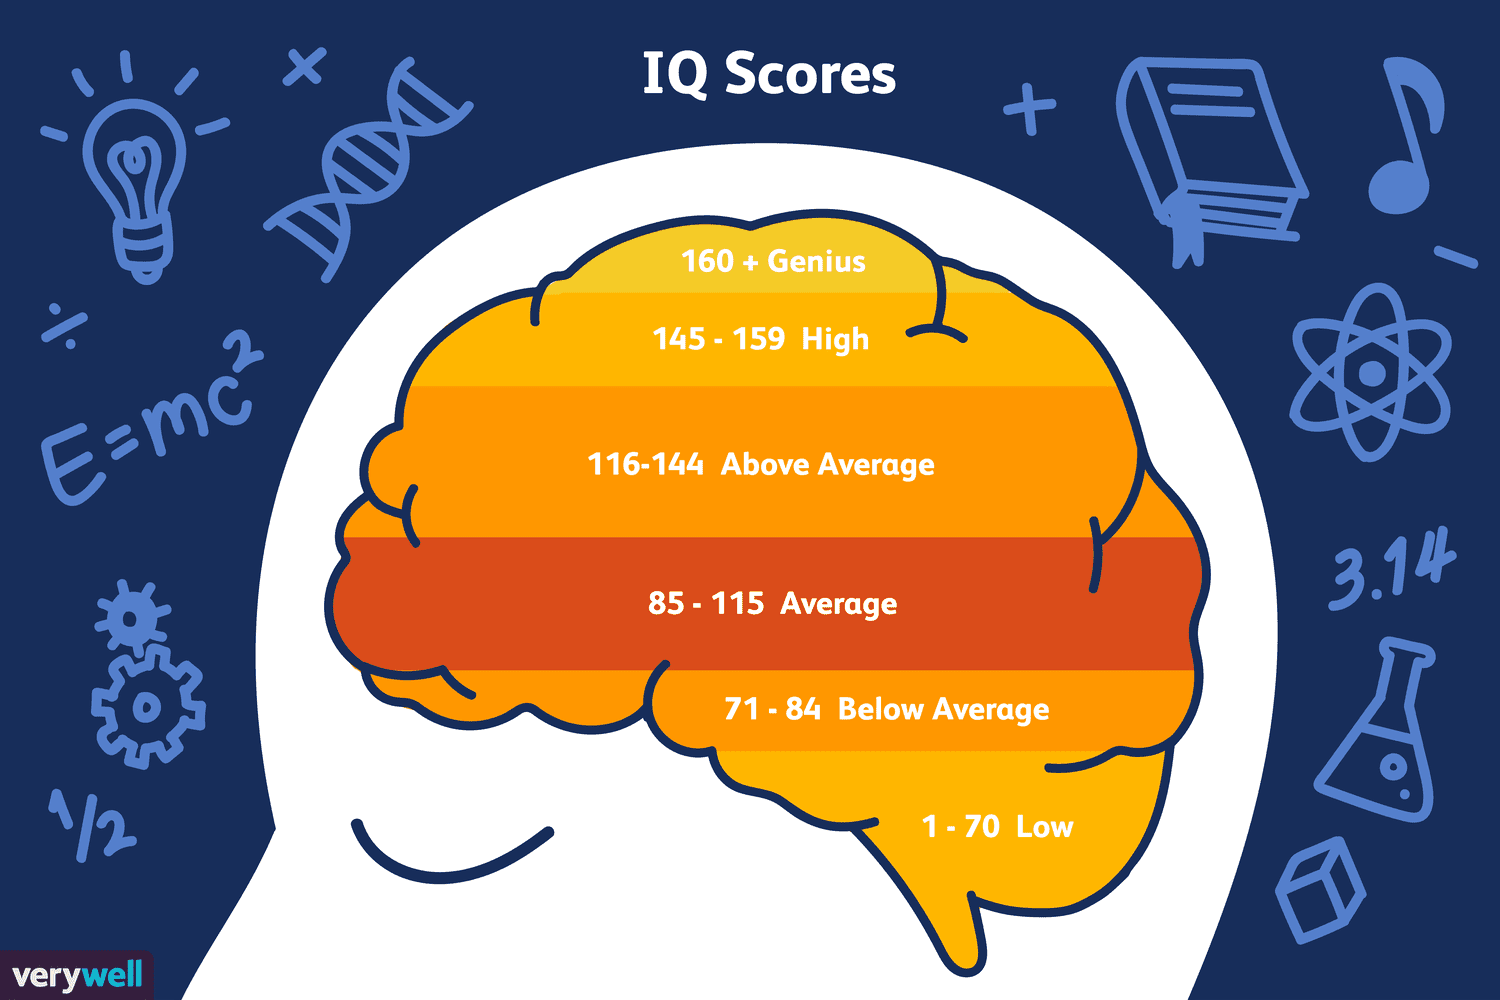 IQ Scores
160 + Genius
145 - 159 High
116-144 Above Average
85 - 115 Average
71 - 84 Below Average
1 - 70 Low
E=mc²
1/2
3.14
verywell